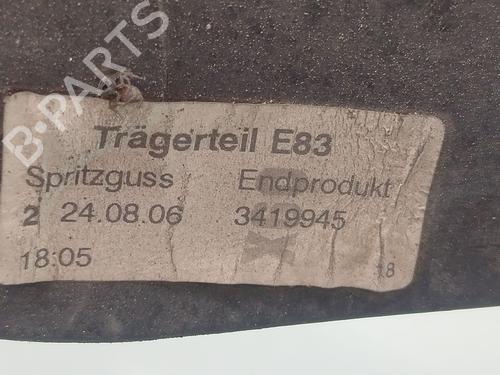 Trägerteil E83
Spritzguss Endprodukt
2 24.08.06 3419945
18:05 18
B-PARTS